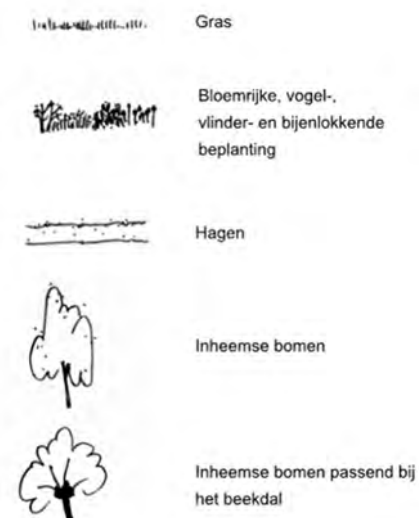 Gras
Bloemrijke, vogel-,
vlinder- en bijenlokkende
beplanting
Hagen
Inheemse bomen
Inheemse bomen passend bij
het beekdal